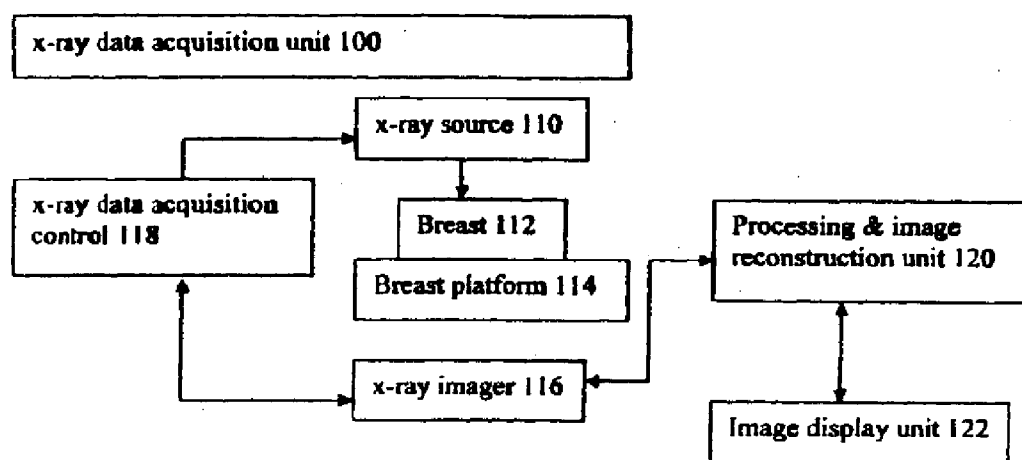 x-ray data acquisition unit 100
x-ray source 110
x-ray data acquisition
control 118
Breast 112
Breast platform 114
x-ray imager 116
Processing & image
reconstruction unit 120
Image display unit 122